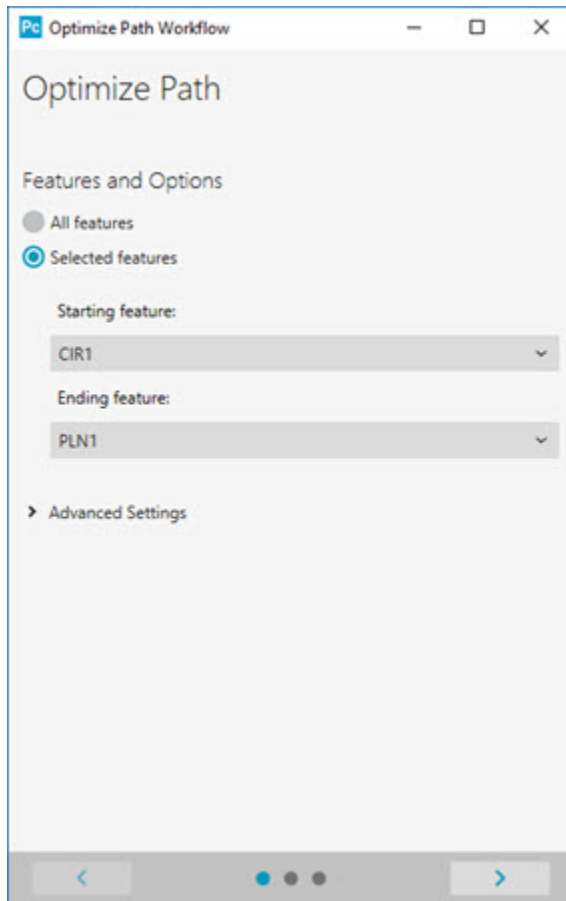 Pc Optimize Path Workflow
Optimize Path
Features and Options
All features
Selected features
Starting feature:
CIR1
Ending feature:
PLN1
Advanced Settings